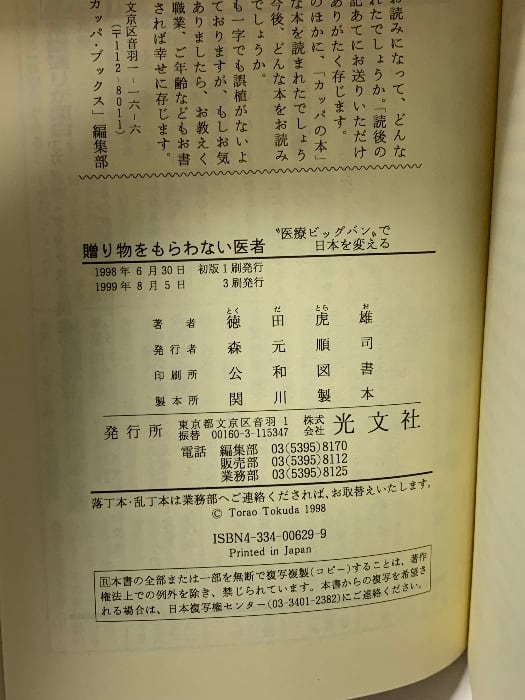 お読みになって、どんな
れたでしょうか。「読後の
記あてにお送りいただけ
ありがたく存じます。
のほかに、「カッパの本」
な本を読まれたでしょう
今後、どんな本をお読み
でしょうか。
も一字でも誤植がないよ
ておりますが、もしお気
ありましたら、お教えく
職業、ご年齢などもお書
されば幸せに存じます。
文京区音羽一-一六-六
(〒112-8011)
カッパ・ブックス」編集部
贈り物をもらわない医者
〝医療ビッグバン〟で
日本を変える
1998年6月30日 初版1刷発行
1999年8月5日 3刷発行
著者 徳田虎雄
とく だ とら お
発行者 森元順司
印刷所 公和図書
製本所 関川製本
発行所 東京都文京区音羽1 株式会社 光文社
振替 00160-3-115347
電話 編集部 03(5395)8170
販売部 03(5395)8112
業務部 03(5395)8125
落丁本・乱丁本は業務部へご連絡くだされば、お取替えいたします。
© Torao Tokuda 1998
ISBN4-334-00629-9
Printed in Japan
R本書の全部または一部を無断で複写複製(コピー)することは、著作
権法上での例外を除き、禁じられています。本書からの複写を希望さ
れる場合は、日本複写権センター(03-3401-2382)にご連絡ください。